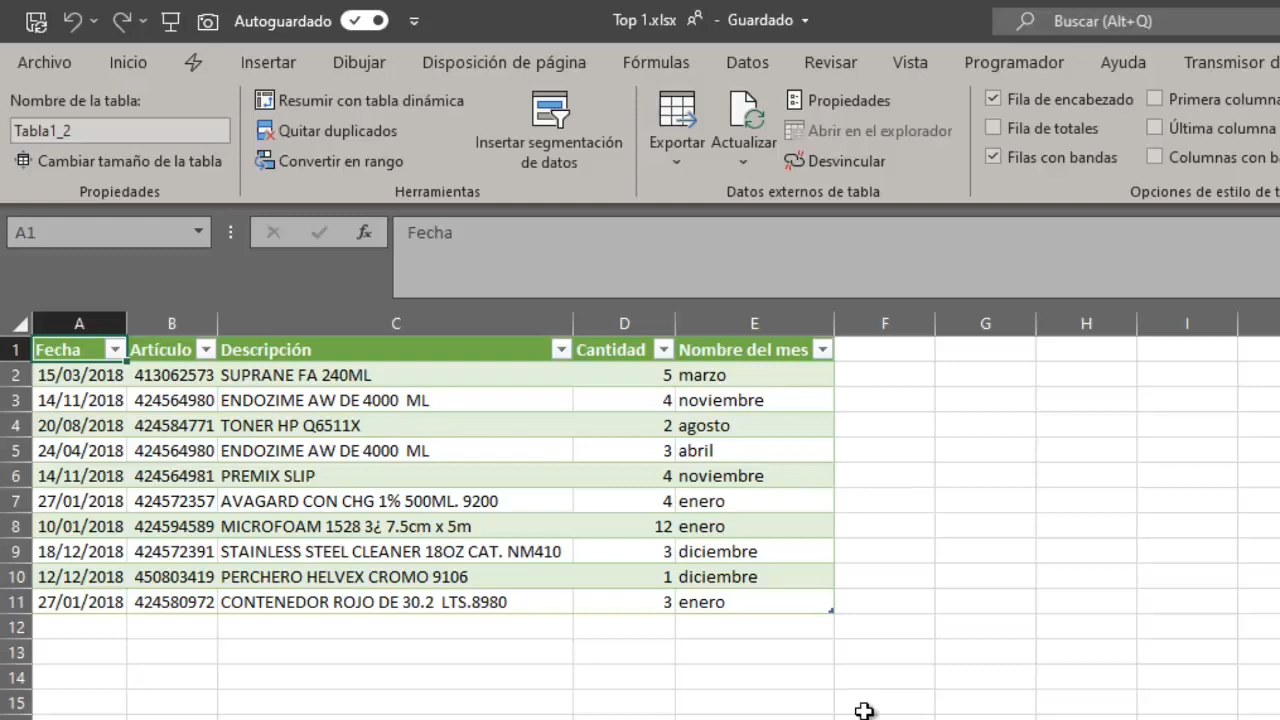 Autoguardado Top 1.xlsx - Guardado Buscar (Alt+Q)
Archivo Inicio Insertar Dibujar Disposición de página Fórmulas Datos Revisar Vista Programador Ayuda Transmisor d
Nombre de la tabla:
Tabla1_2
Cambiar tamaño de la tabla
Propiedades
Resumir con tabla dinámica
Quitar duplicados
Convertir en rango
Insertar segmentación
de datos
Herramientas
Exportar Actualizar
Propiedades
Abrir en el explorador
Desvincular
Datos externos de tabla
Fila de encabezado Primera columna
Fila de totales Última columna
Filas con bandas Columnas con ba
Opciones de estilo de t
A1 fx Fecha
A B C D E F G H I
1 Fecha Artículo Descripción Cantidad Nombre del mes
2 15/03/2018 413062573 SUPRANE FA 240ML 5 marzo
3 14/11/2018 424564980 ENDOZIME AW DE 4000 ML 4 noviembre
4 20/08/2018 424584771 TONER HP Q6511X 2 agosto
5 24/04/2018 424564980 ENDOZIME AW DE 4000 ML 3 abril
6 14/11/2018 424564981 PREMIX SLIP 4 noviembre
7 27/01/2018 424572357 AVAGARD CON CHG 1% 500ML. 9200 4 enero
8 10/01/2018 424594589 MICROFOAM 1528 3¿ 7.5cm x 5m 12 enero
9 18/12/2018 424572391 STAINLESS STEEL CLEANER 18OZ CAT. NM410 3 diciembre
10 12/12/2018 450803419 PERCHERO HELVEX CROMO 9106 1 diciembre
11 27/01/2018 424580972 CONTENEDOR ROJO DE 30.2 LTS.8980 3 enero
12
13
14
15